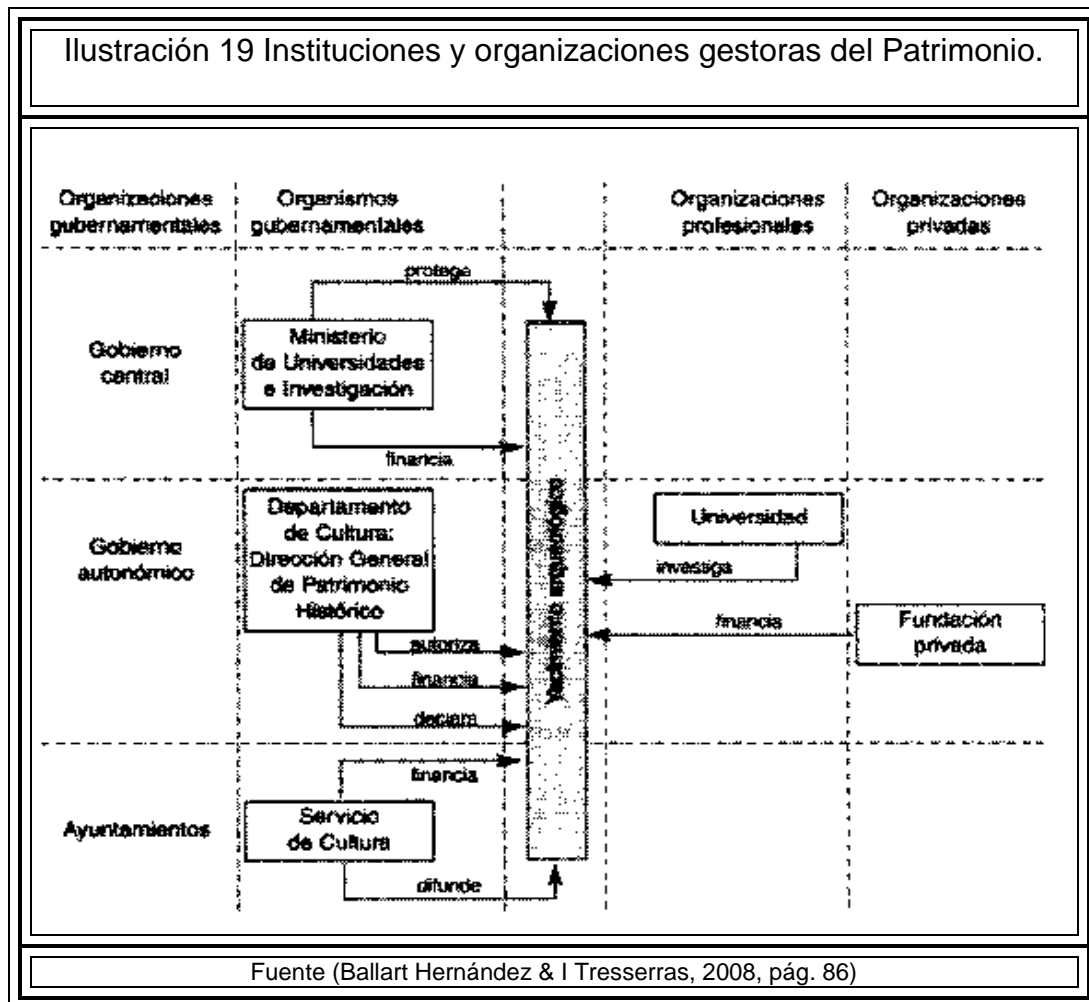 Ilustración 19 Instituciones y organizaciones gestoras del Patrimonio.
Organizaciones
gubernamentales
Organismos
gubernamentales
Organizaciones
profesionales
Organizaciones
privadas
protege
Gobierno
central
Ministerio
de Universidades
e Investigación
financia
Gobierno
autonómico
Departamento
de Cultura:
Dirección General
de Patrimonio
Histórico
autoriza
financia
declara
Yacimiento arqueológico
Universidad
investiga
financia
Fundación
privada
Ayuntamientos
financia
Servicio
de Cultura
difunde
Fuente (Ballart Hernández & I Tresserras, 2008, pág. 86)